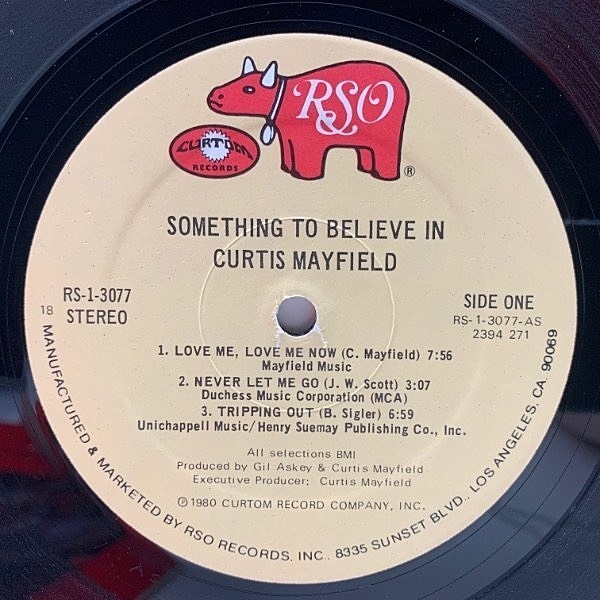 RSO
®
CURTOM
RECORDS
SOMETHING TO BELIEVE IN
CURTIS MAYFIELD
RS-1-3077
STEREO
18
SIDE ONE
RS-1-3077-AS
2394 271
1. LOVE ME, LOVE ME NOW (C. Mayfield) 7:56
Mayfield Music
2. NEVER LET ME GO (J. W. Scott) 3:07
Duchess Music Corporation (MCA)
3. TRIPPING OUT (B. Sigler) 6:59
Unichappell Music/Henry Suemay Publishing Co., Inc.
All selections BMI
Produced by Gil Askey & Curtis Mayfield
Executive Producer: Curtis Mayfield
℗1980 CURTOM RECORD COMPANY, INC.
MANUFACTURED & MARKETED BY RSO RECORDS, INC., 8335 SUNSET BLVD., LOS ANGELES, CA. 90069